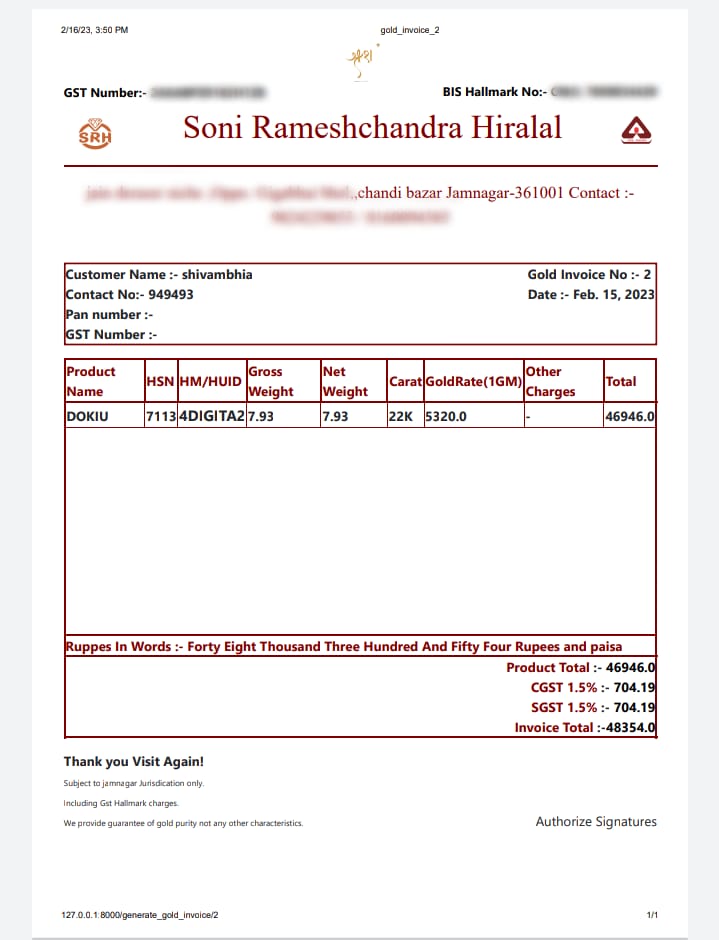 2/16/23, 3:50 PM gold_invoice_2
GST Number:- BIS Hallmark No:-
SRH Soni Rameshchandra Hiralal
,chandi bazar Jamnagar-361001 Contact :-
Customer Name :- shivambhia Gold Invoice No :- 2
Contact No:- 949493 Date :- Feb. 15, 2023
Pan number :-
GST Number :-
Product Name HSN HM/HUID Gross Weight Net Weight Carat GoldRate(1GM) Other Charges Total
DOKIU 7113 4DIGITA2 7.93 7.93 22K 5320.0 - 46946.0
Ruppes In Words :- Forty Eight Thousand Three Hundred And Fifty Four Rupees and paisa
Product Total :- 46946.0
CGST 1.5% :- 704.19
SGST 1.5% :- 704.19
Invoice Total :-48354.0
Thank you Visit Again!
Subject to jamnagar Jurisdication only.
Including Gst Hallmark charges.
We provide guarantee of gold purity not any other characteristics.
Authorize Signatures
127.0.0.1:8000/generate_gold_invoice/2 1/1